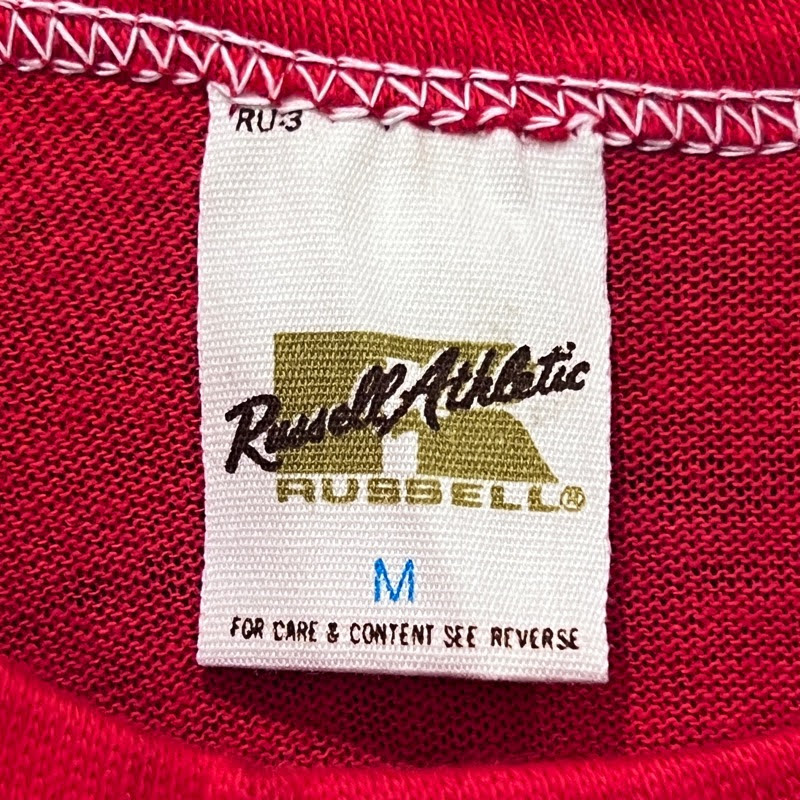 RU-3
Russell Athletic
RUSSELL®
M
FOR CARE & CONTENT SEE REVERSE